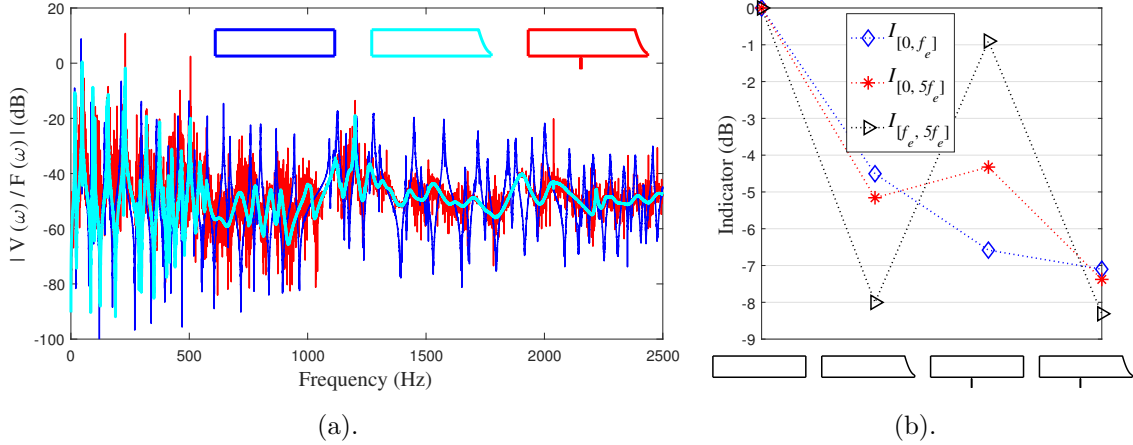 20
0
-20
-40
-60
-80
-100
| V (ω) / F (ω) | (dB)
0 500 1000 1500 2000 2500
Frequency (Hz)
(a).
0
-1
-2
-3
-4
-5
-6
-7
-8
-9
Indicator (dB)
I[0, fe]
I[0, 5fe]
I[fe, 5fe]
(b).